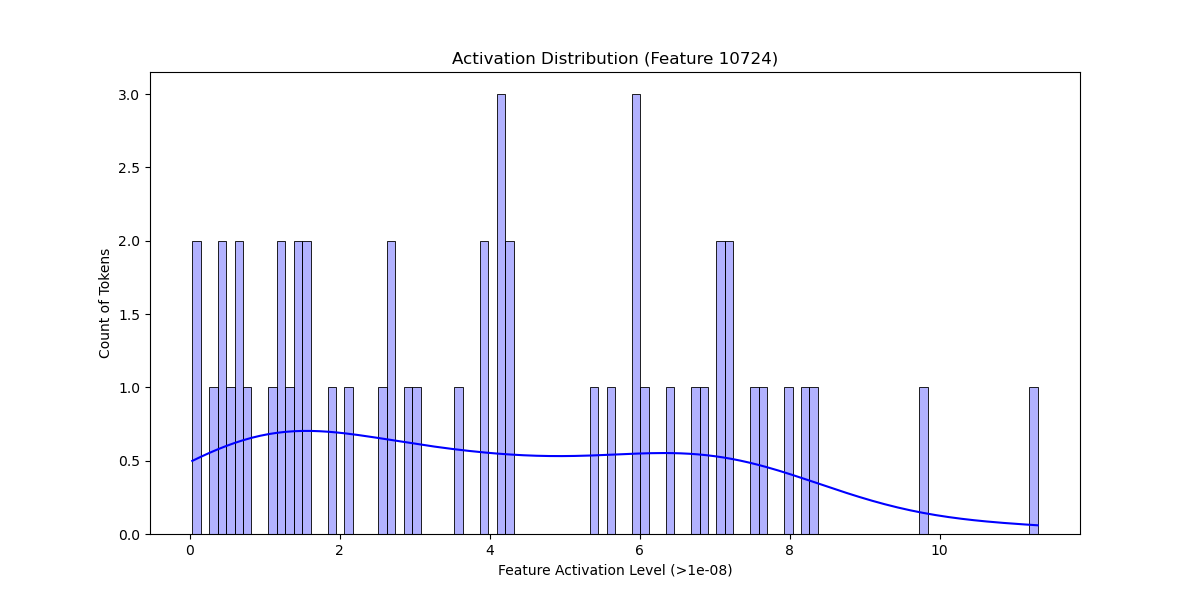 Activation Distribution (Feature 10724)
3.0
2.5
2.0
1.5
1.0
0.5
0.0
Count of Tokens
0 2 4 6 8 10
Feature Activation Level (>1e-08)